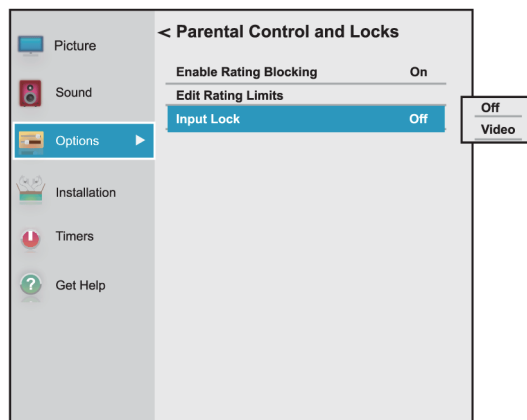 < Parental Control and Locks
Picture
Sound
Options
Installation
Timers
Get Help
Enable Rating Blocking On
Edit Rating Limits
Input Lock Off
Off
Video